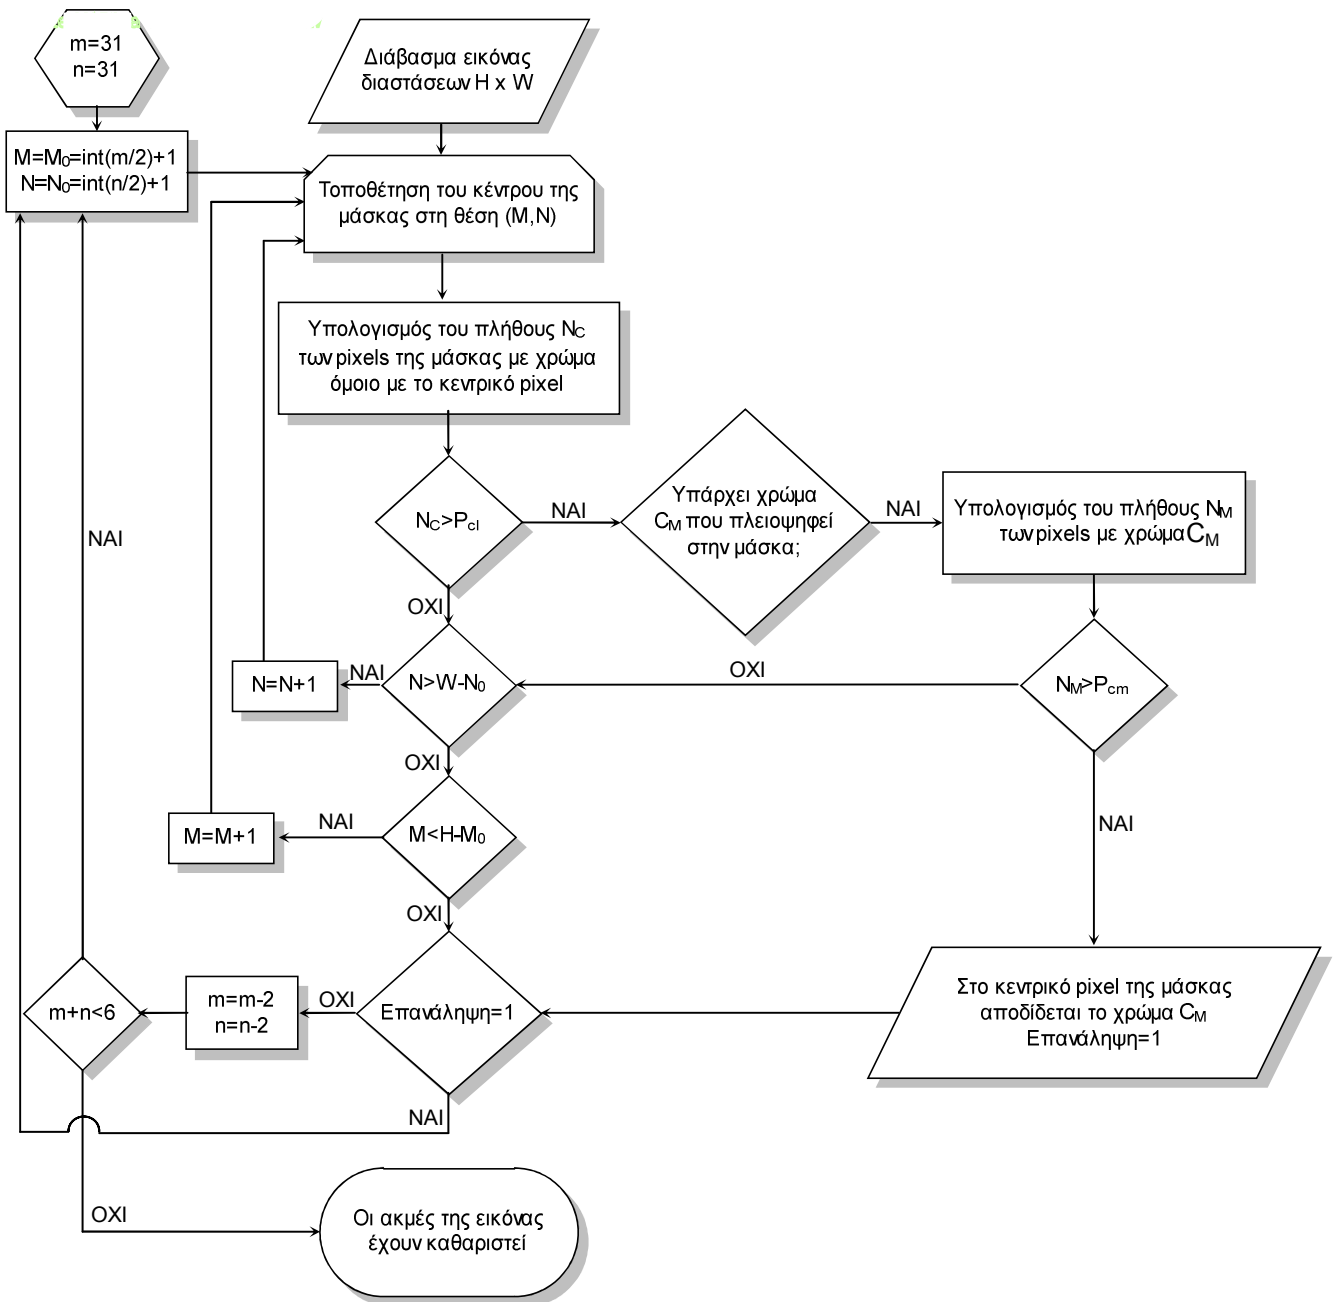 m=31
n=31
Διάβασμα εικόνας
διαστάσεων H x W
M=M0=int(m/2)+1
N=N0=int(n/2)+1
Τοποθέτηση του κέντρου της
μάσκας στη θέση (M,N)
Υπολογισμός του πλήθους NC
των pixels της μάσκας με χρώμα
όμοιο με το κεντρικό pixel
NC>Pcl
ΝΑΙ
Υπάρχει χρώμα
CM που πλειοψηφεί
στην μάσκα;
ΝΑΙ
Υπολογισμός του πλήθους NM
των pixels με χρώμα CM
ΝΑΙ
ΟΧΙ
N=N+1
ΝΑΙ
N>W-N0
ΟΧΙ
NM>Pcm
ΟΧΙ
M=M+1
ΝΑΙ
M<H-M0
ΝΑΙ
ΟΧΙ
m+n<6
m=m-2
n=n-2
ΟΧΙ
Επανάληψη=1
Στο κεντρικό pixel της μάσκας
αποδίδεται το χρώμα CM
Επανάληψη=1
ΝΑΙ
ΟΧΙ
Οι ακμές της εικόνας
έχουν καθαριστεί